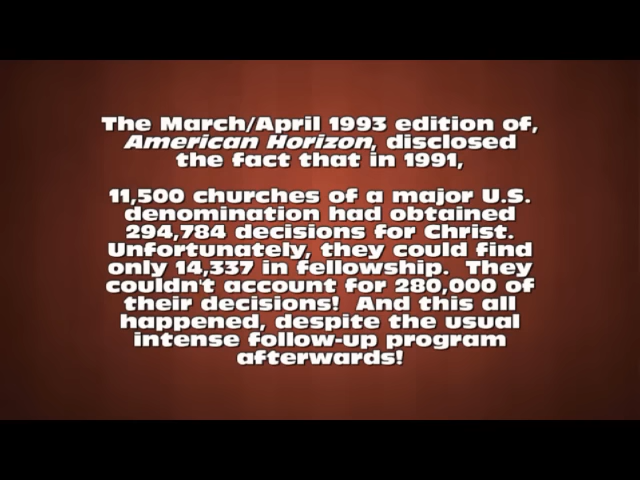 The March/April 1993 edition of,
American Horizon, disclosed
the fact that in 1991,
11,500 churches of a major U.S.
denomination had obtained
294,784 decisions for Christ.
Unfortunately, they could find
only 14,337 in fellowship. They
couldn't account for 280,000 of
their decisions! And this all
happened, despite the usual
intense follow-up program
afterwards!